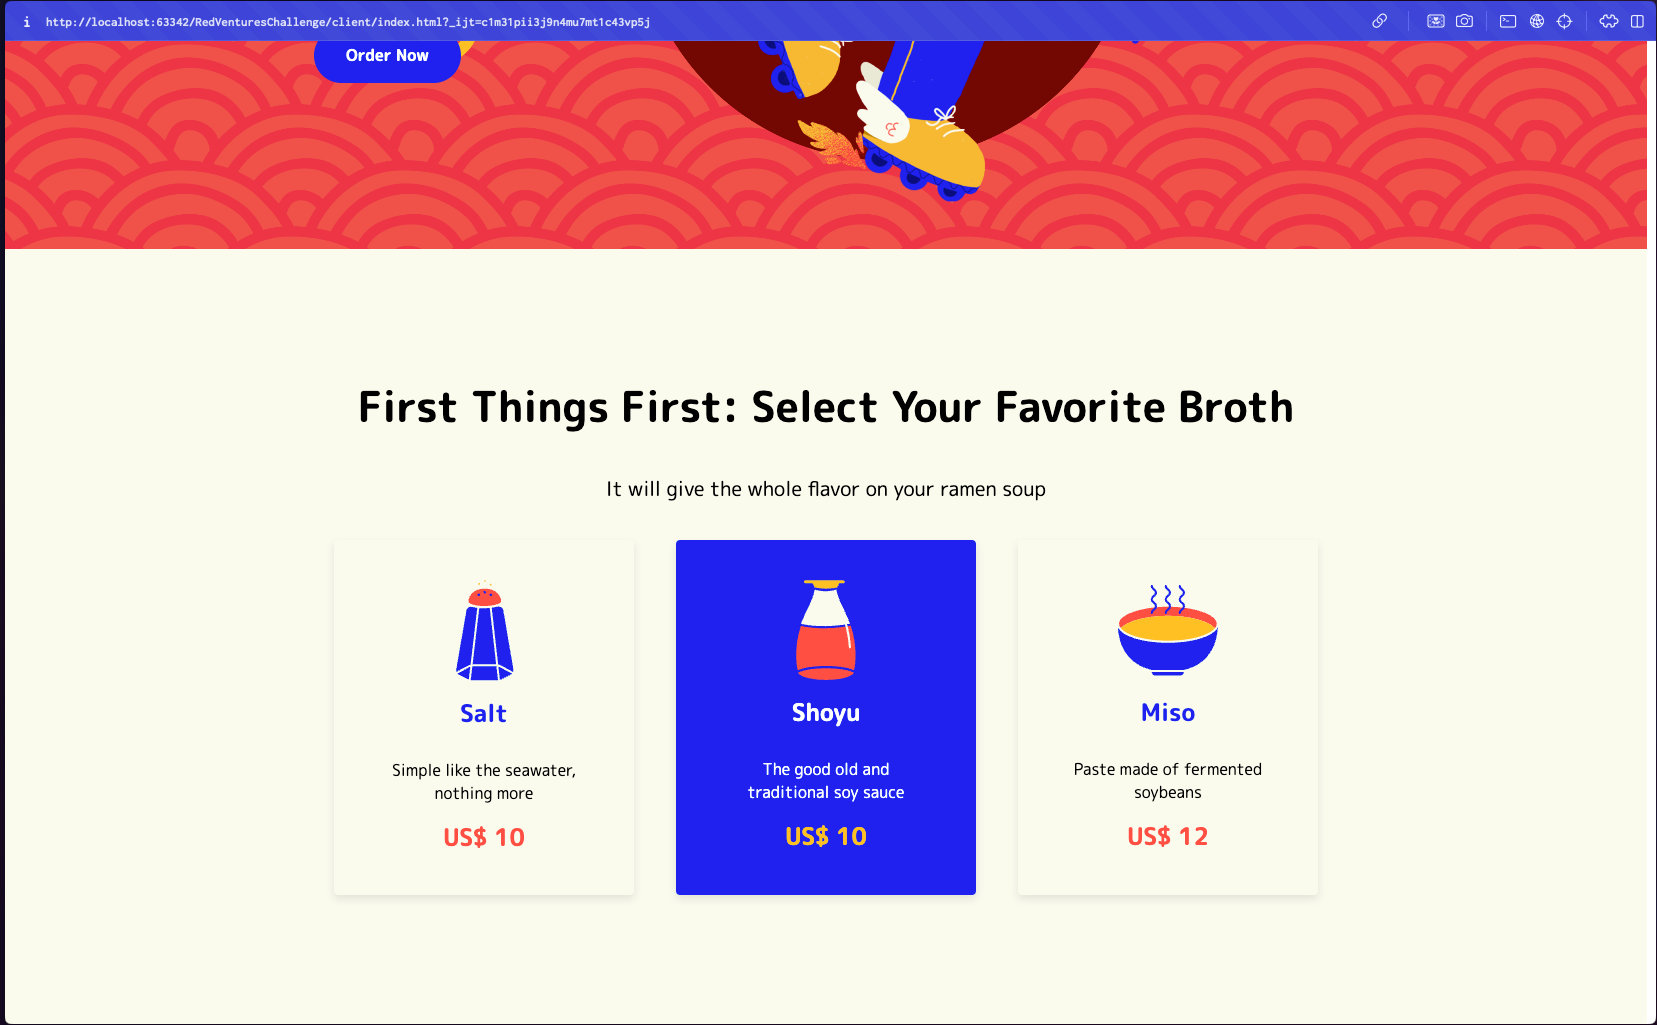 i http://localhost:63342/RedVenturesChallenge/client/index.html?_ijt=c1m31pii3j9n4mu7mt1c43vp5j
Order Now
First Things First: Select Your Favorite Broth
It will give the whole flavor on your ramen soup
Salt
Simple like the seawater,
nothing more
US$ 10
Shoyu
The good old and
traditional soy sauce
US$ 10
Miso
Paste made of fermented
soybeans
US$ 12